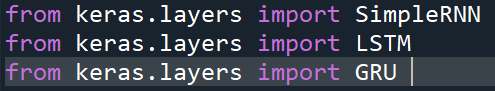 from keras.layers import SimpleRNN
from keras.layers import LSTM
from keras.layers import GRU